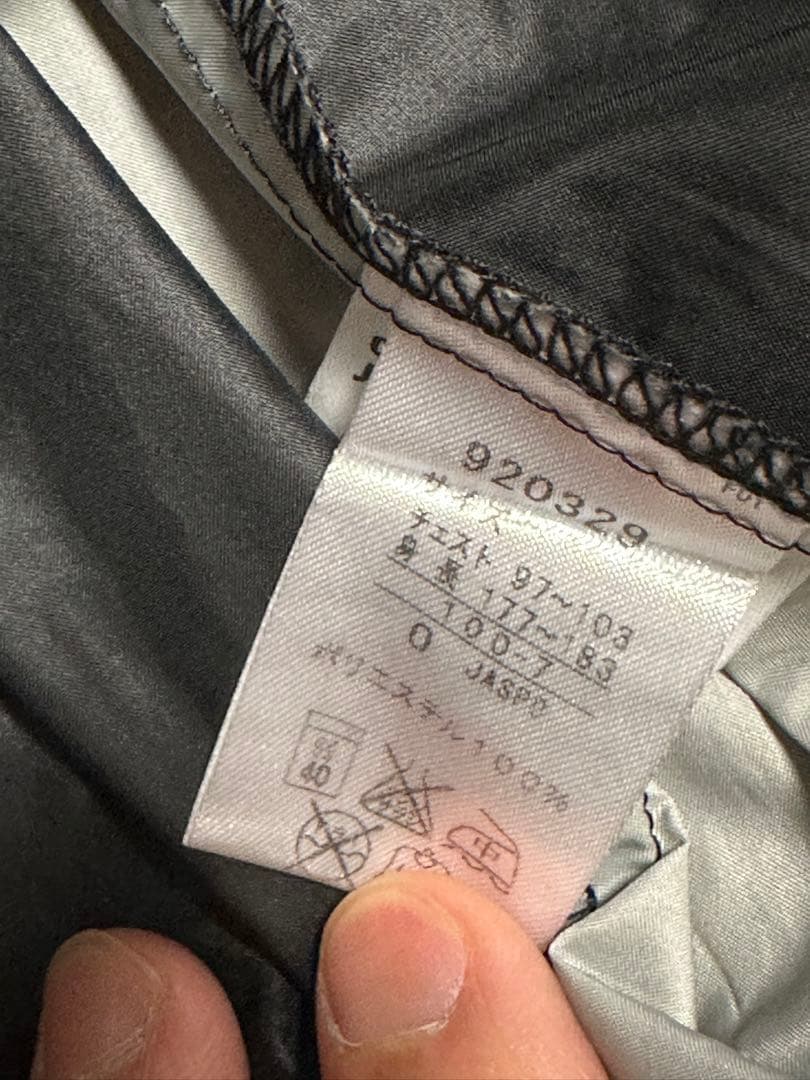 920329
サイズ
チェスト 97~103
身長 177~183
100-7
O JASPO
ポリエステル100%
40
中